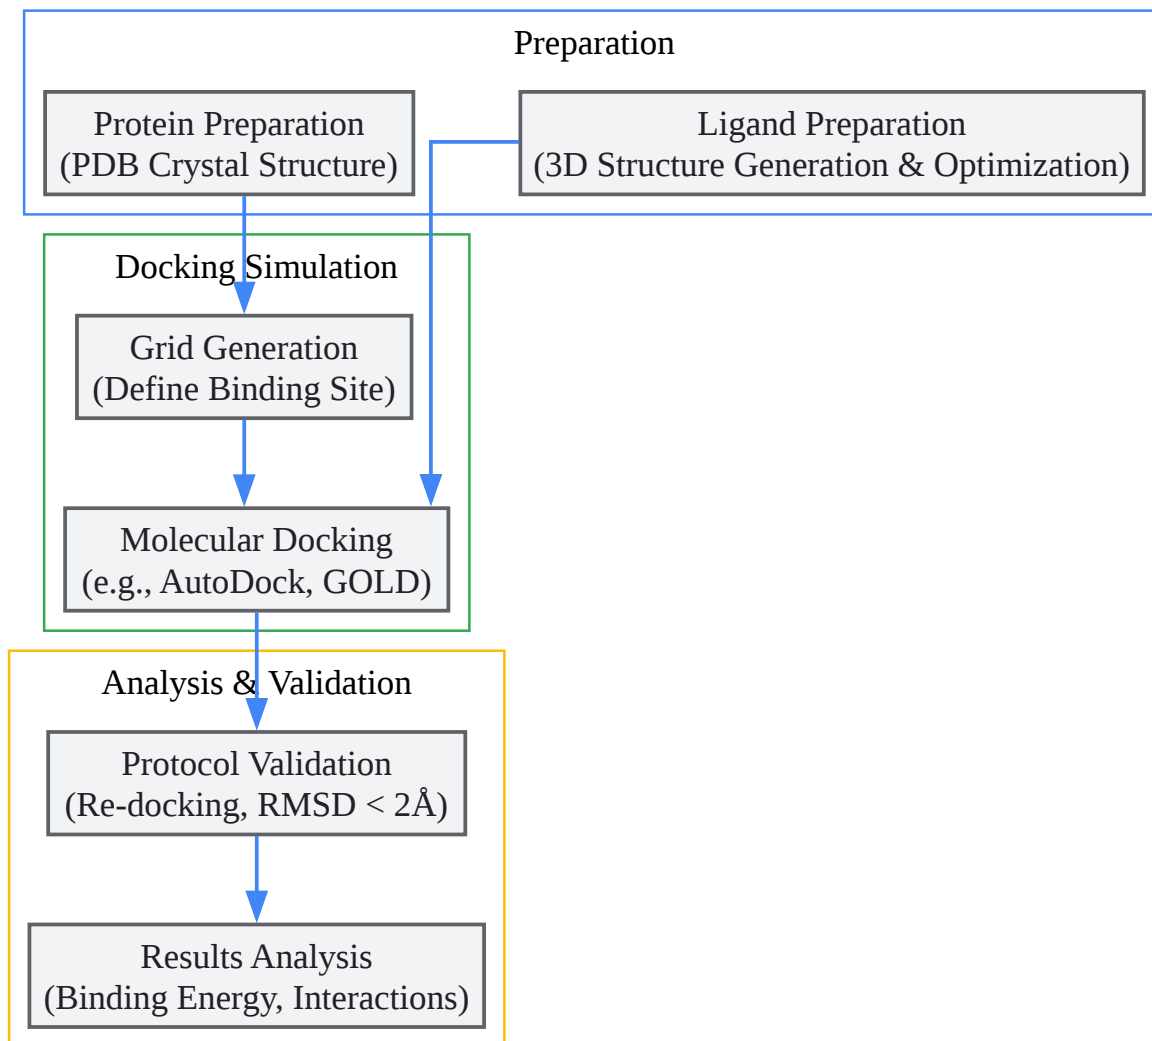 Preparation
Protein Preparation
(PDB Crystal Structure)
Ligand Preparation
(3D Structure Generation & Optimization)
Docking Simulation
Grid Generation
(Define Binding Site)
Molecular Docking
(e.g., AutoDock, GOLD)
Analysis & Validation
Protocol Validation
(Re-docking, RMSD < 2Å)
Results Analysis
(Binding Energy, Interactions)